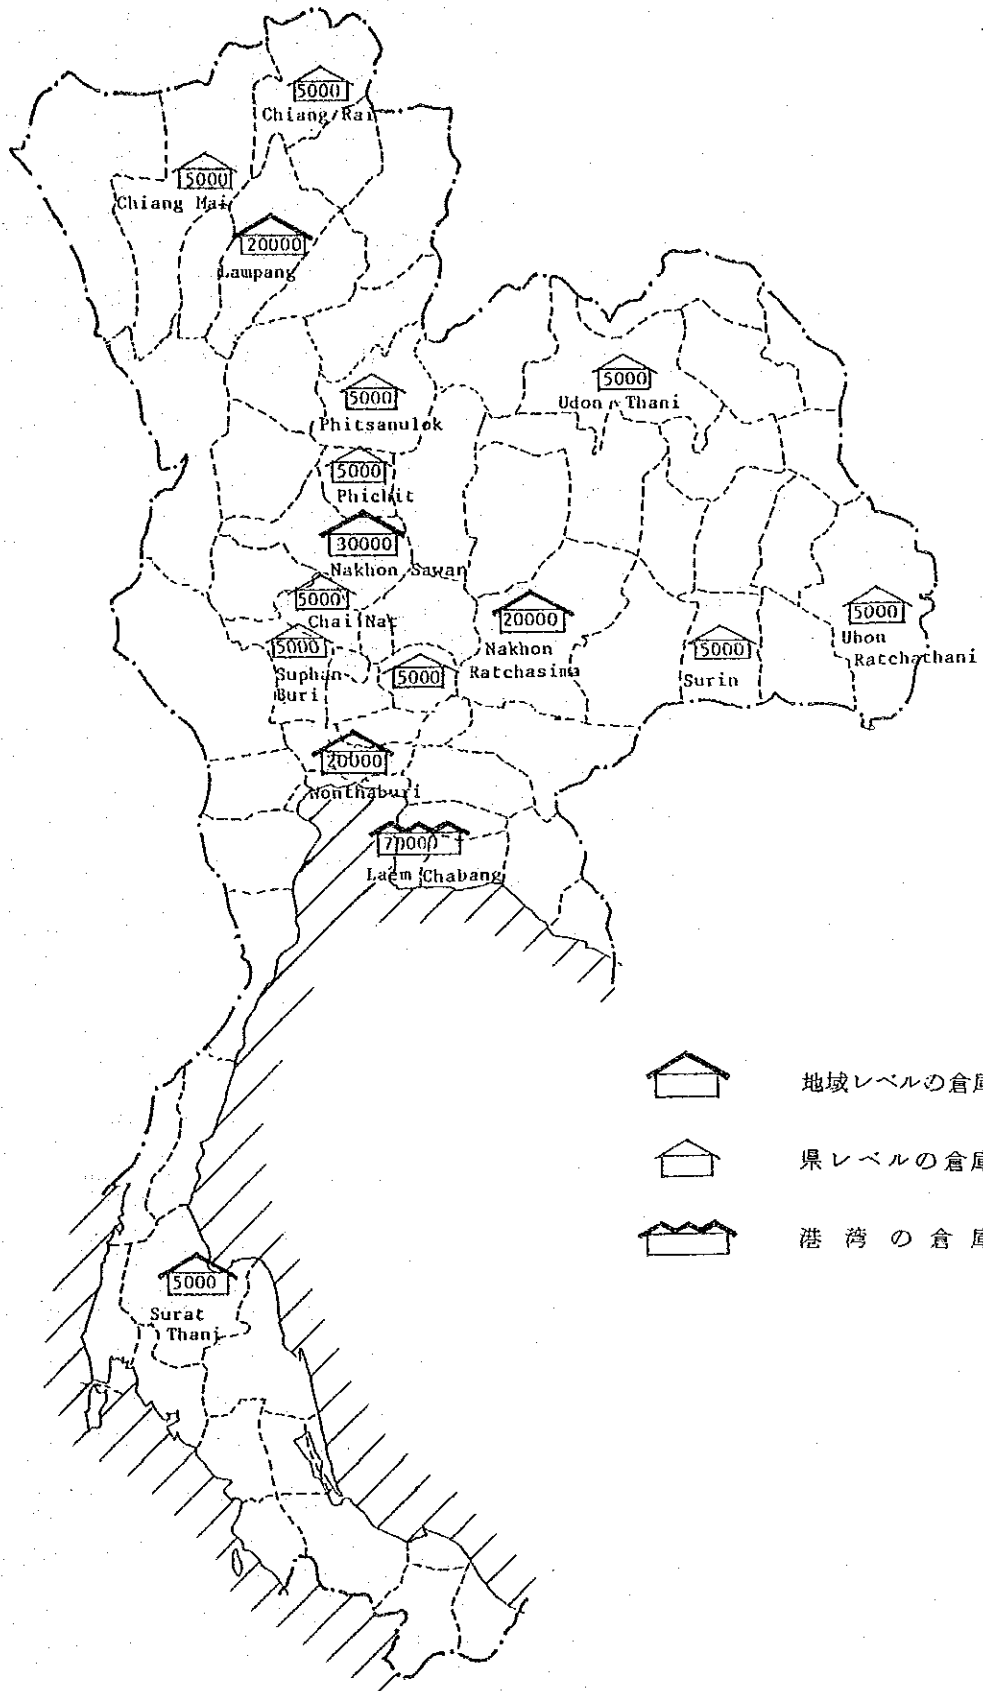 5000
Chiang Rai
5000
Chiang Mai
20000
Lampang
5000
Phitsanulok
5000
Udon Thani
5000
Phichit
30000
Nakhon Sawan
5000
Chai Nat
5000
Suphan
Buri
5000
20000
Nakhon
Ratchasima
5000
Surin
5000
Ubon
Ratchathani
20000
Nonthaburi
70000
Laem Chabang
地域レベルの倉庫
県レベルの倉庫
港湾の倉庫
5000
Surat
Thani